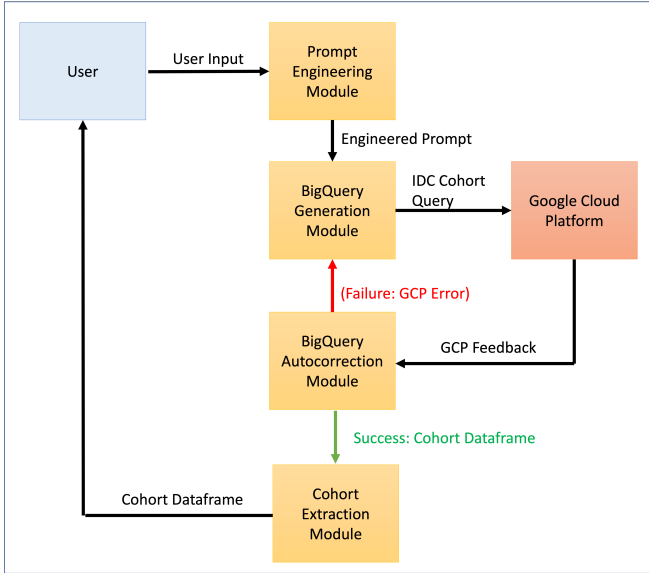 User
User Input
Prompt
Engineering
Module
Engineered Prompt
BigQuery
Generation
Module
IDC Cohort
Query
Google Cloud
Platform
(Failure: GCP Error)
BigQuery
Autocorrection
Module
GCP Feedback
Success: Cohort Dataframe
Cohort Dataframe
Cohort
Extraction
Module